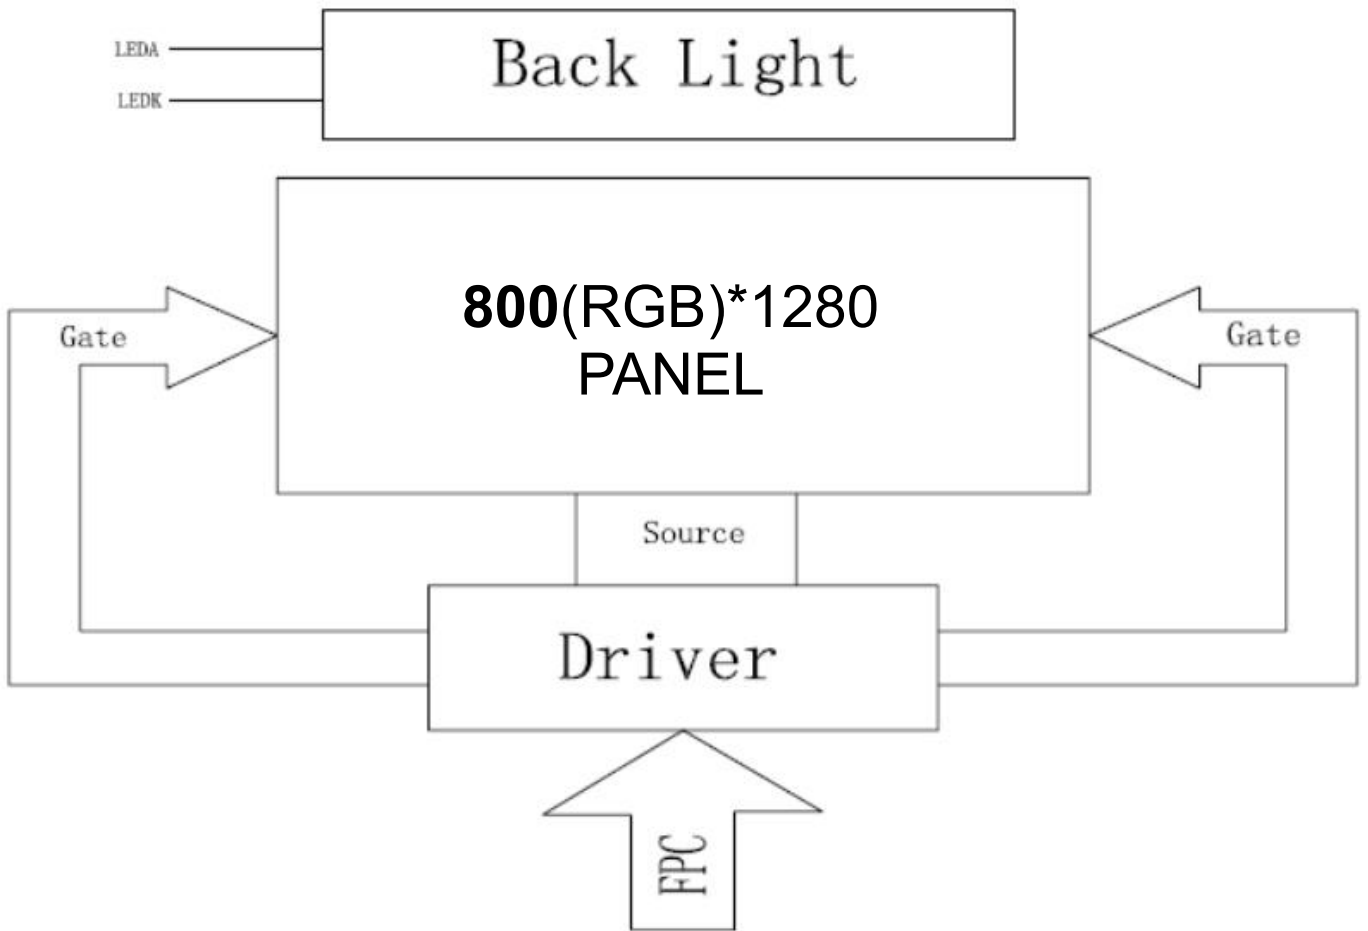 LEDA
LEDK
Back Light
800(RGB)*1280
PANEL
Gate
Gate
Source
Driver
FPC